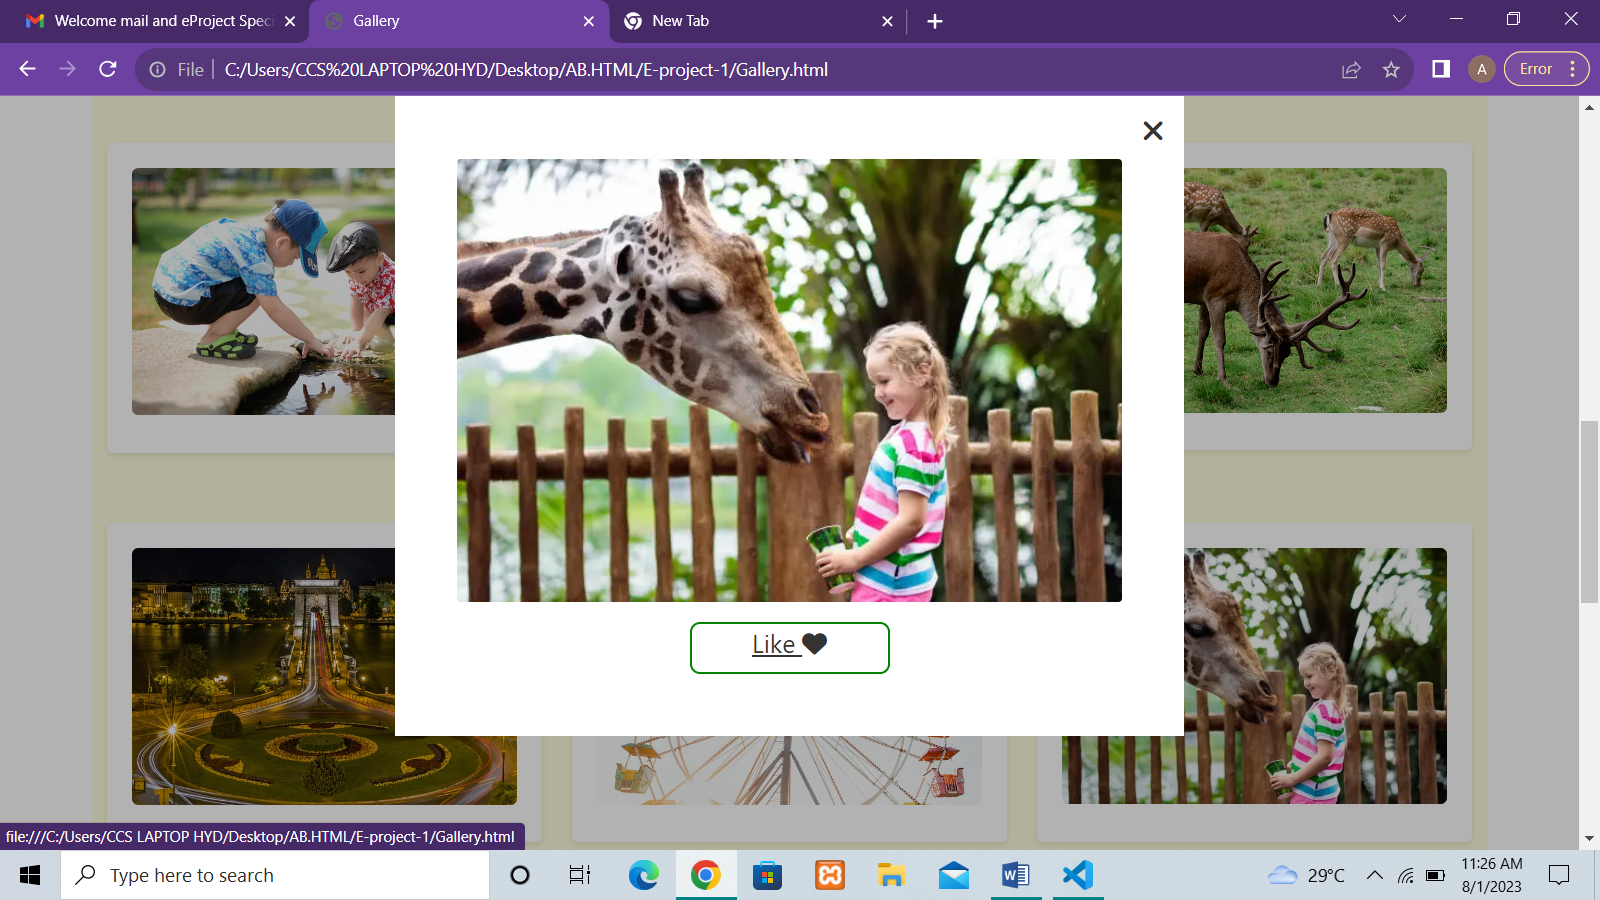 Welcome mail and eProject Speci
Gallery
New Tab
File
C:/Users/CCS%20LAPTOP%20HYD/Desktop/AB.HTML/E-project-1/Gallery.html
A
Error
Like
file:///C:/Users/CCS LAPTOP HYD/Desktop/AB.HTML/E-project-1/Gallery.html
Type here to search
29°C
11:26 AM
8/1/2023